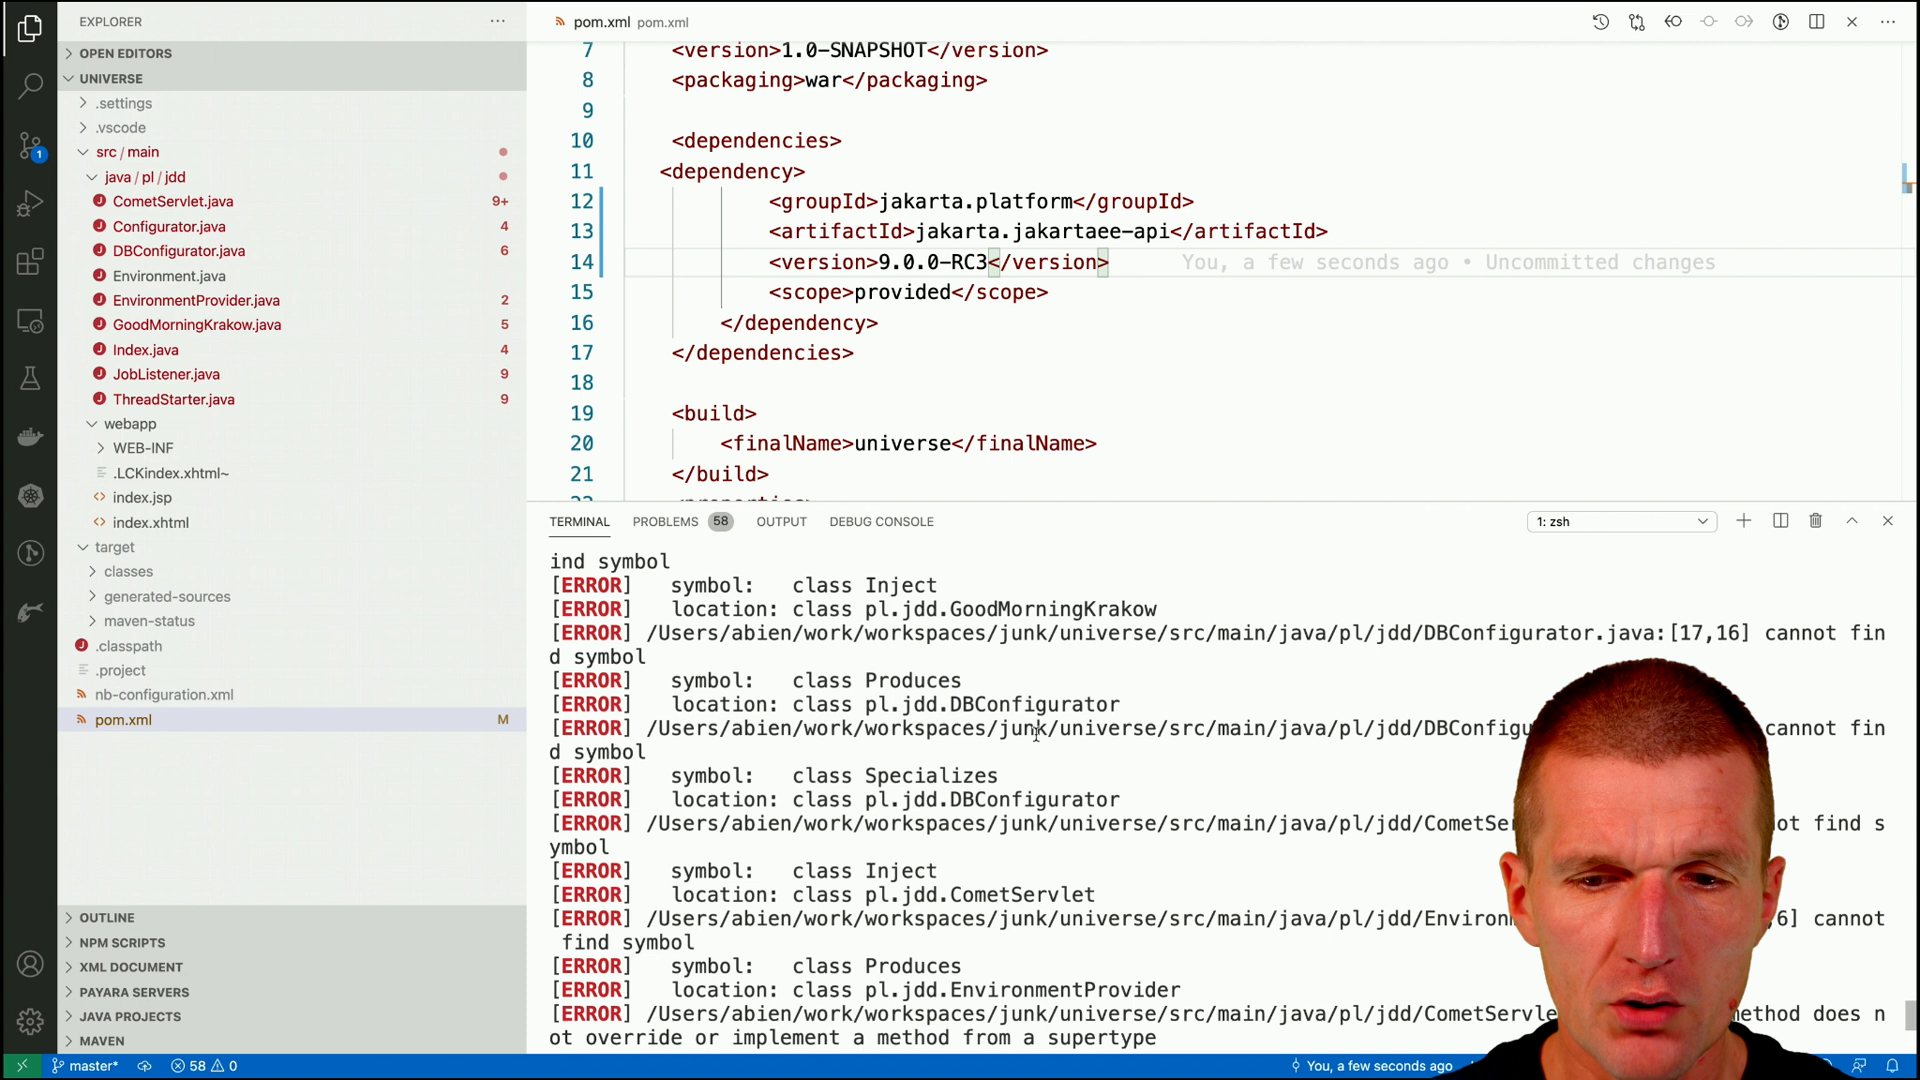 EXPLORER
OPEN EDITORS
UNIVERSE
.settings
.vscode
src / main
java / pl / jdd
CometServlet.java 9+
Configurator.java 4
DBConfigurator.java 6
Environment.java
EnvironmentProvider.java 2
GoodMorningKrakow.java 5
Index.java 4
JobListener.java 9
ThreadStarter.java 9
webapp
WEB-INF
.LCKindex.xhtml~
index.jsp
index.xhtml
target
classes
generated-sources
maven-status
.classpath
.project
nb-configuration.xml
pom.xml M
OUTLINE
NPM SCRIPTS
XML DOCUMENT
PAYARA SERVERS
JAVA PROJECTS
MAVEN
1
pom.xml pom.xml
7 <version>1.0-SNAPSHOT</version>
8 <packaging>war</packaging>
9
10 <dependencies>
11 <dependency>
12 <groupId>jakarta.platform</groupId>
13 <artifactId>jakarta.jakartaee-api</artifactId>
14 <version>9.0.0-RC3</version> You, a few seconds ago • Uncommitted changes
15 <scope>provided</scope>
16 </dependency>
17 </dependencies>
18
19 <build>
20 <finalName>universe</finalName>
21 </build>
TERMINAL PROBLEMS 58 OUTPUT DEBUG CONSOLE 1: zsh
ind symbol
[ERROR] symbol: class Inject
[ERROR] location: class pl.jdd.GoodMorningKrakow
[ERROR] /Users/abien/work/workspaces/junk/universe/src/main/java/pl/jdd/DBConfigurator.java:[17,16] cannot fin
d symbol
[ERROR] symbol: class Produces
[ERROR] location: class pl.jdd.DBConfigurator
[ERROR] /Users/abien/work/workspaces/junk/universe/src/main/java/pl/jdd/DBConfigu cannot fin
d symbol
[ERROR] symbol: class Specializes
[ERROR] location: class pl.jdd.DBConfigurator
[ERROR] /Users/abien/work/workspaces/junk/universe/src/main/java/pl/jdd/CometSer ot find s
ymbol
[ERROR] symbol: class Inject
[ERROR] location: class pl.jdd.CometServlet
[ERROR] /Users/abien/work/workspaces/junk/universe/src/main/java/pl/jdd/Environ ,6] cannot
find symbol
[ERROR] symbol: class Produces
[ERROR] location: class pl.jdd.EnvironmentProvider
[ERROR] /Users/abien/work/workspaces/junk/universe/src/main/java/pl/jdd/CometServle ethod does n
ot override or implement a method from a supertype
master* 58 0 You, a few seconds ago